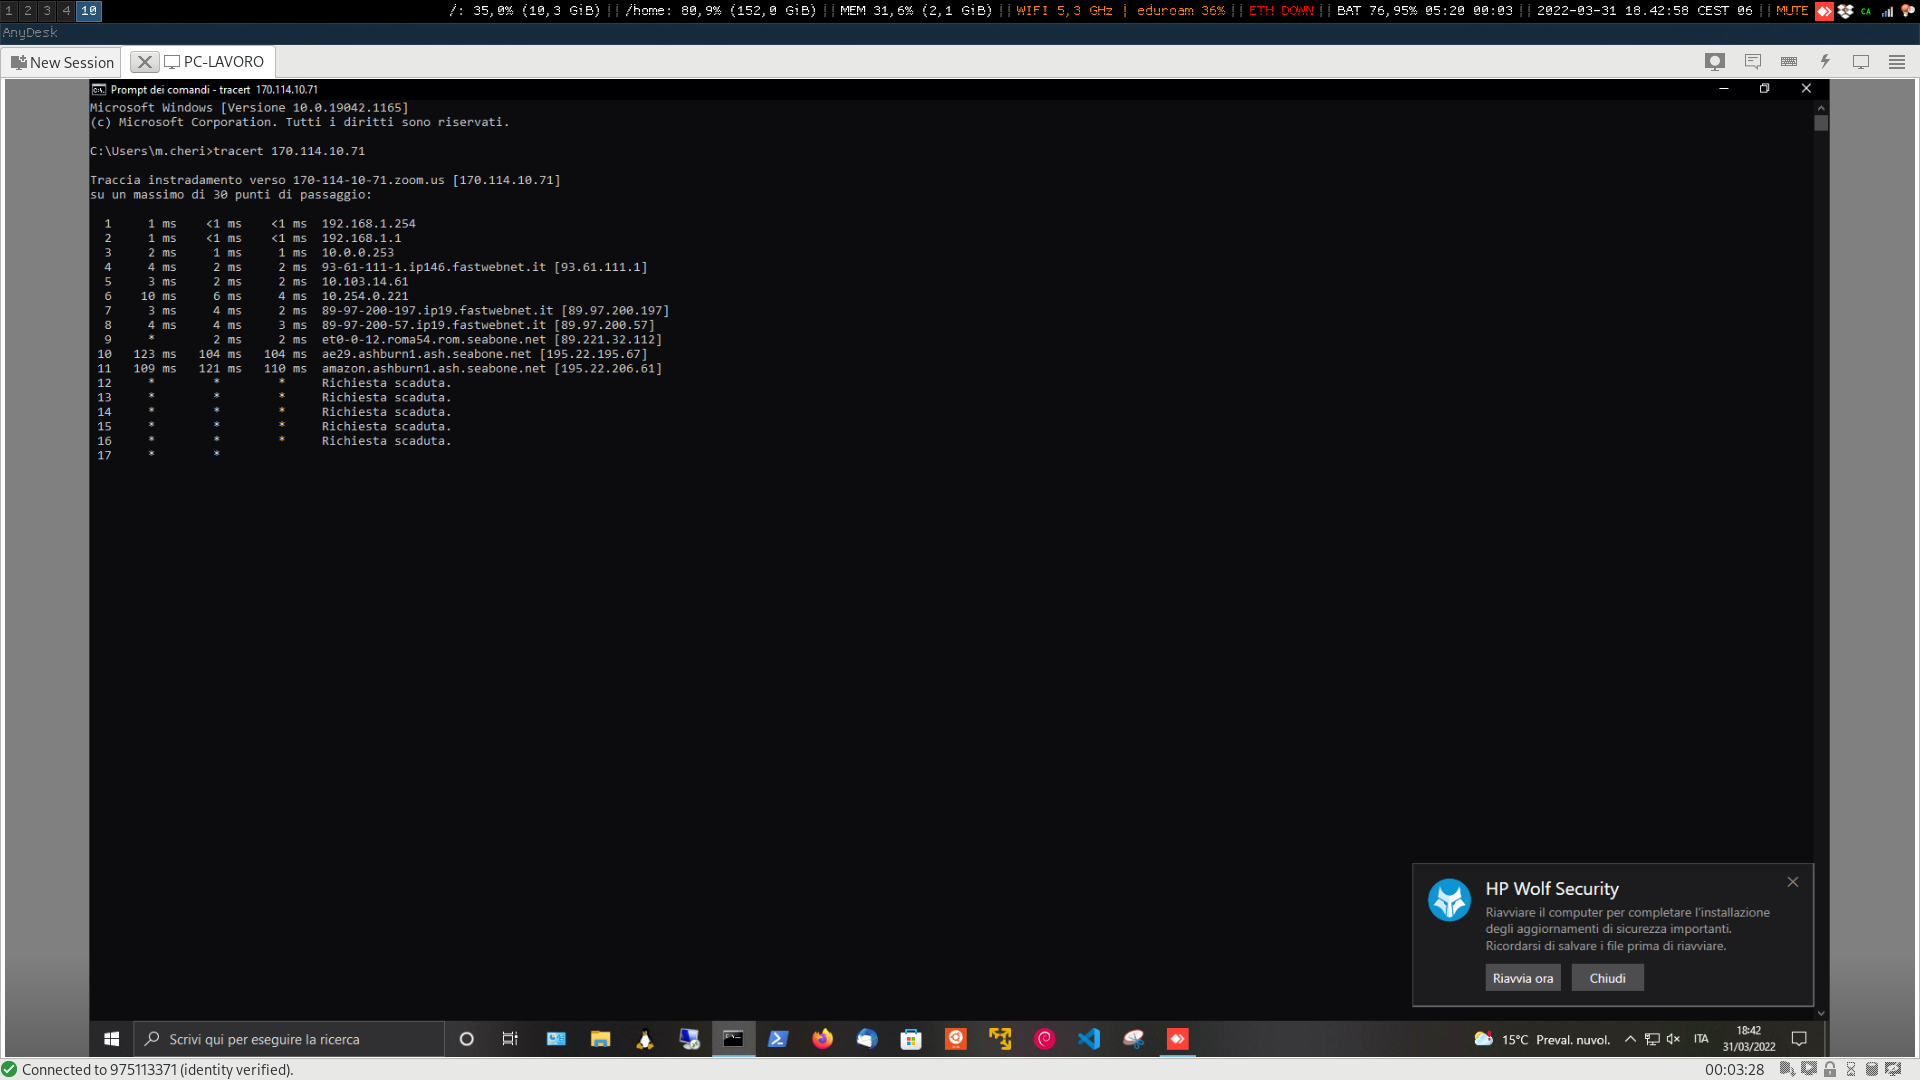 1 2 3 4 10 /: 35,0% (10,3 GiB) || /home: 80,9% (152,0 GiB) || MEM 31,6% (2,1 GiB) || WIFI 5,3 GHz | eduroam 36% || ETH DOWN || BAT 76,95% 05:20 00:03 || 2022-03-31 18.42:58 CEST 06 || MUTE CA
AnyDesk
New Session PC-LAVORO
Prompt dei comandi - tracert 170.114.10.71
Microsoft Windows [Versione 10.0.19042.1165]
(c) Microsoft Corporation. Tutti i diritti sono riservati.
C:\Users\m.cheri>tracert 170.114.10.71
Traccia instradamento verso 170-114-10-71.zoom.us [170.114.10.71]
su un massimo di 30 punti di passaggio:
1 1 ms <1 ms <1 ms 192.168.1.254
2 1 ms <1 ms <1 ms 192.168.1.1
3 2 ms 1 ms 1 ms 10.0.0.253
4 4 ms 2 ms 2 ms 93-61-111-1.ip146.fastwebnet.it [93.61.111.1]
5 3 ms 2 ms 2 ms 10.103.14.61
6 10 ms 6 ms 4 ms 10.254.0.221
7 3 ms 4 ms 2 ms 89-97-200-197.ip19.fastwebnet.it [89.97.200.197]
8 4 ms 4 ms 3 ms 89-97-200-57.ip19.fastwebnet.it [89.97.200.57]
9 * 2 ms 2 ms et0-0-12.roma54.rom.seabone.net [89.221.32.112]
10 123 ms 104 ms 104 ms ae29.ashburn1.ash.seabone.net [195.22.195.67]
11 109 ms 121 ms 110 ms amazon.ashburn1.ash.seabone.net [195.22.206.61]
12 * * * Richiesta scaduta.
13 * * * Richiesta scaduta.
14 * * * Richiesta scaduta.
15 * * * Richiesta scaduta.
16 * * * Richiesta scaduta.
17 * *
HP Wolf Security
Riavviare il computer per completare l'installazione
degli aggiornamenti di sicurezza importanti.
Ricordarsi di salvare i file prima di riavviare.
Riavvia ora Chiudi
Scrivi qui per eseguire la ricerca
15°C Preval. nuvol. ITA 18:42
31/03/2022
Connected to 975113371 (identity verified). 00:03:28